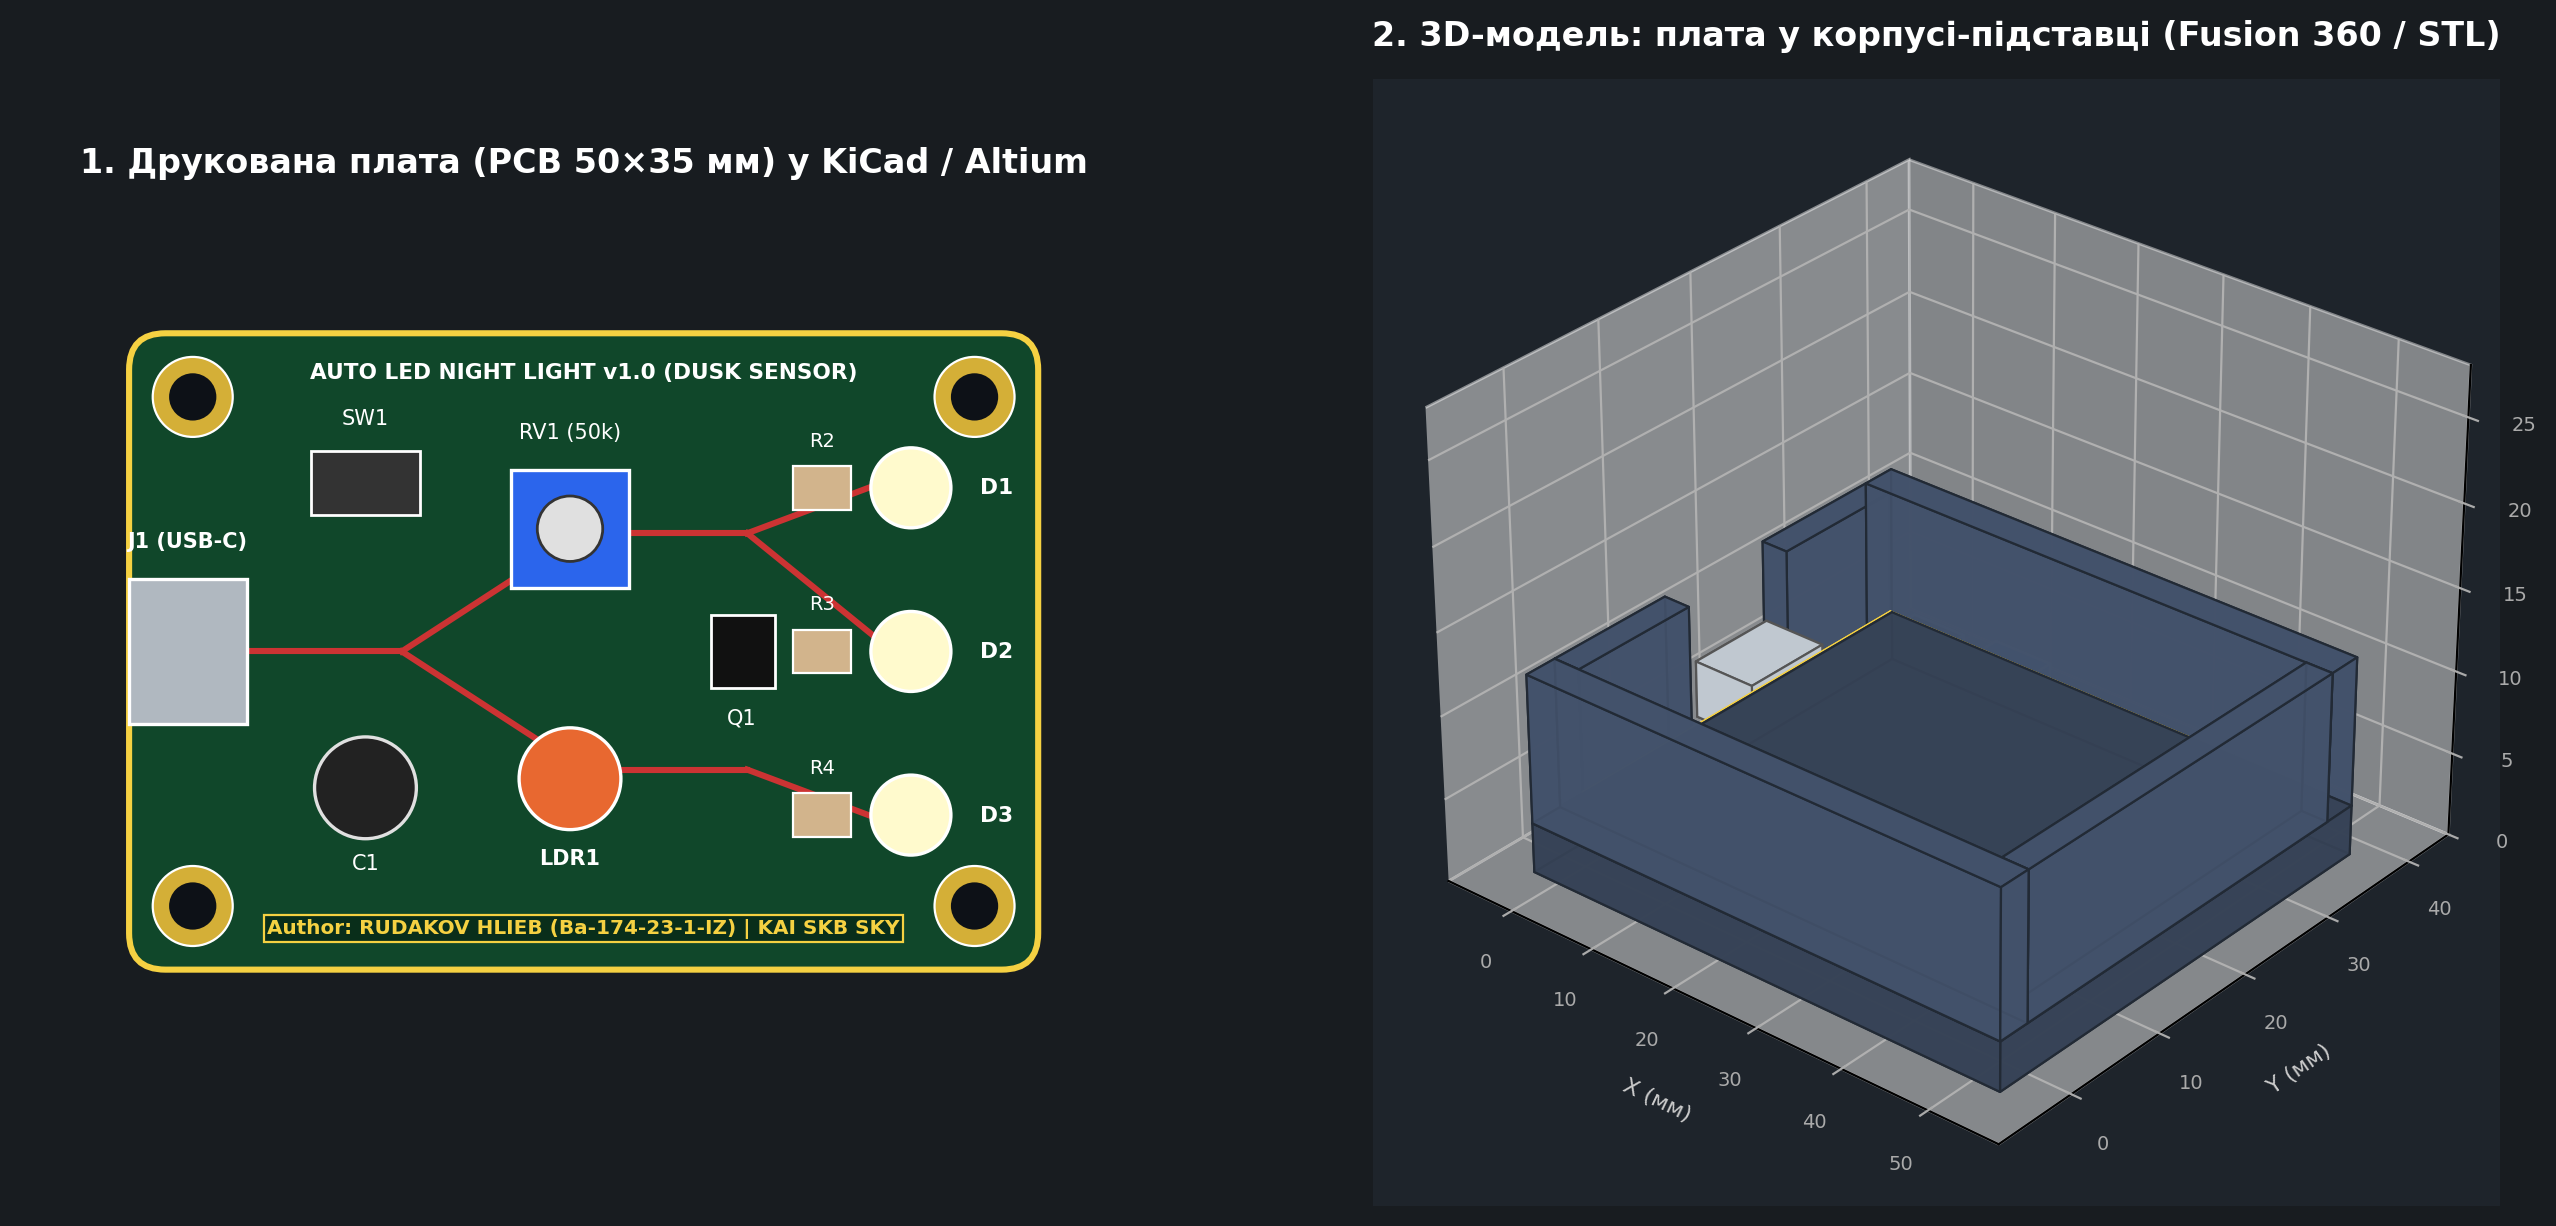 1. Друкована плата (PCB 50×35 мм) у KiCad / Altium
AUTO LED NIGHT LIGHT v1.0 (DUSK SENSOR)
SW1
RV1 (50k)
R2
D1
J1 (USB-C)
R3
D2
Q1
R4
D3
C1
LDR1
Author: RUDAKOV HLIEB (Ba-174-23-1-IZ) | KAI SKB SKY
2. 3D-модель: плата у корпусі-підставці (Fusion 360 / STL)
25
20
15
10
5
0
0
10
20
30
40
50
X (мм)
0
10
20
30
40
Y (мм)